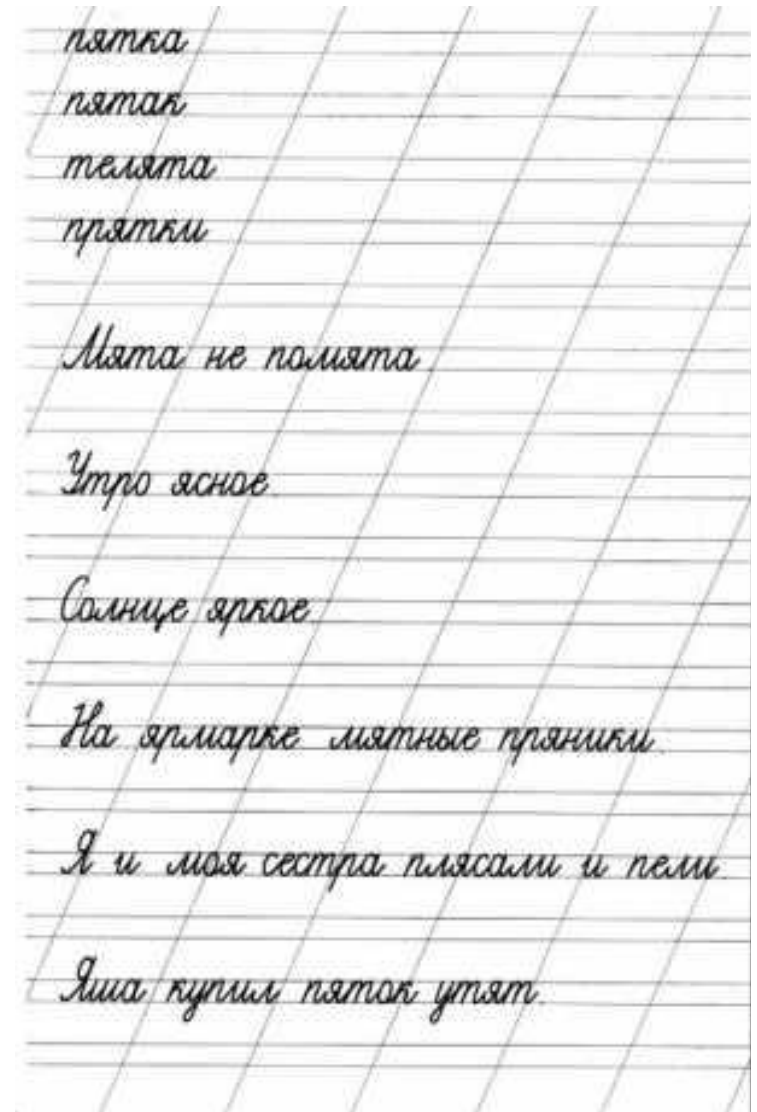 пятка
пятак
телята
прятки
Мята не помята.
Утро ясное.
Солнце яркое.
На ярмарке мятные пряники.
Я и моя сестра плясали и пели.
Яша купил пяток утят.